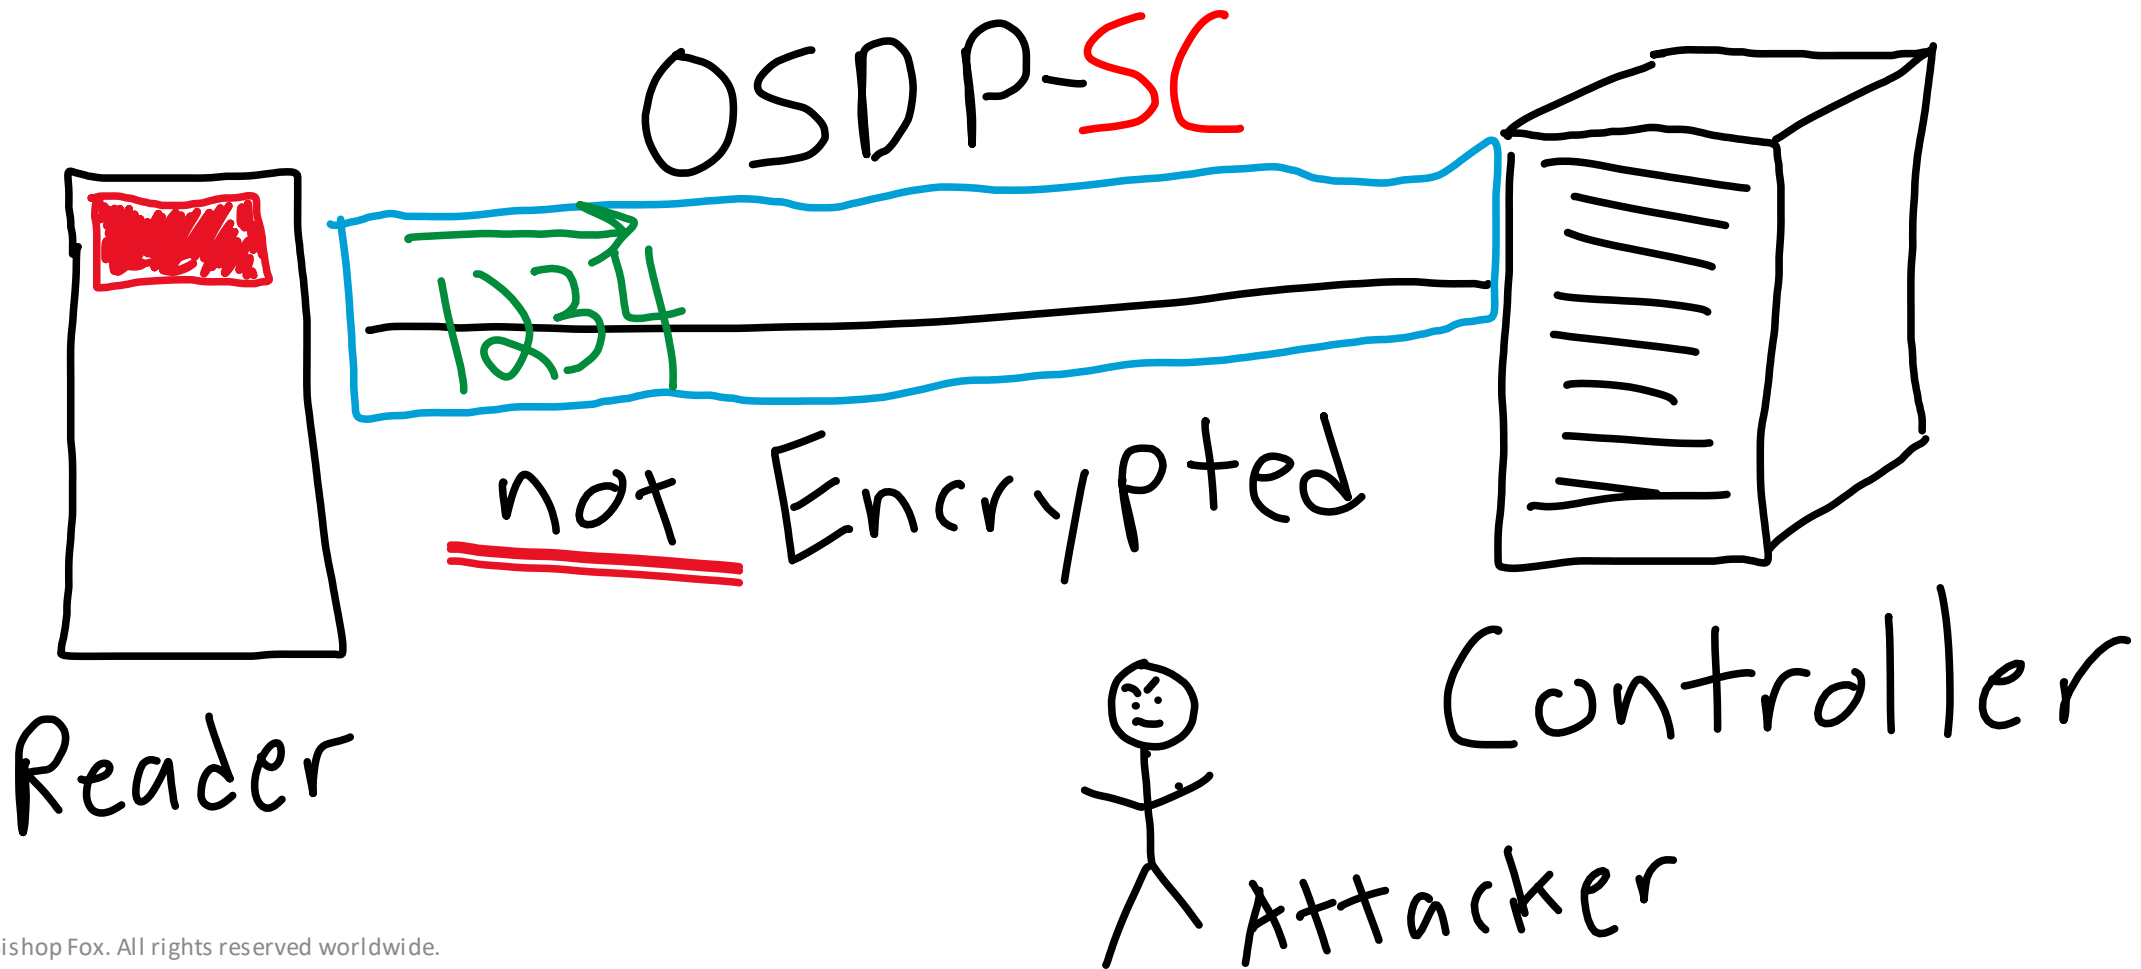 OSDP-SC
1234
not Encrypted
Reader
Controller
Attacker
ishop Fox. All rights reserved worldwide.